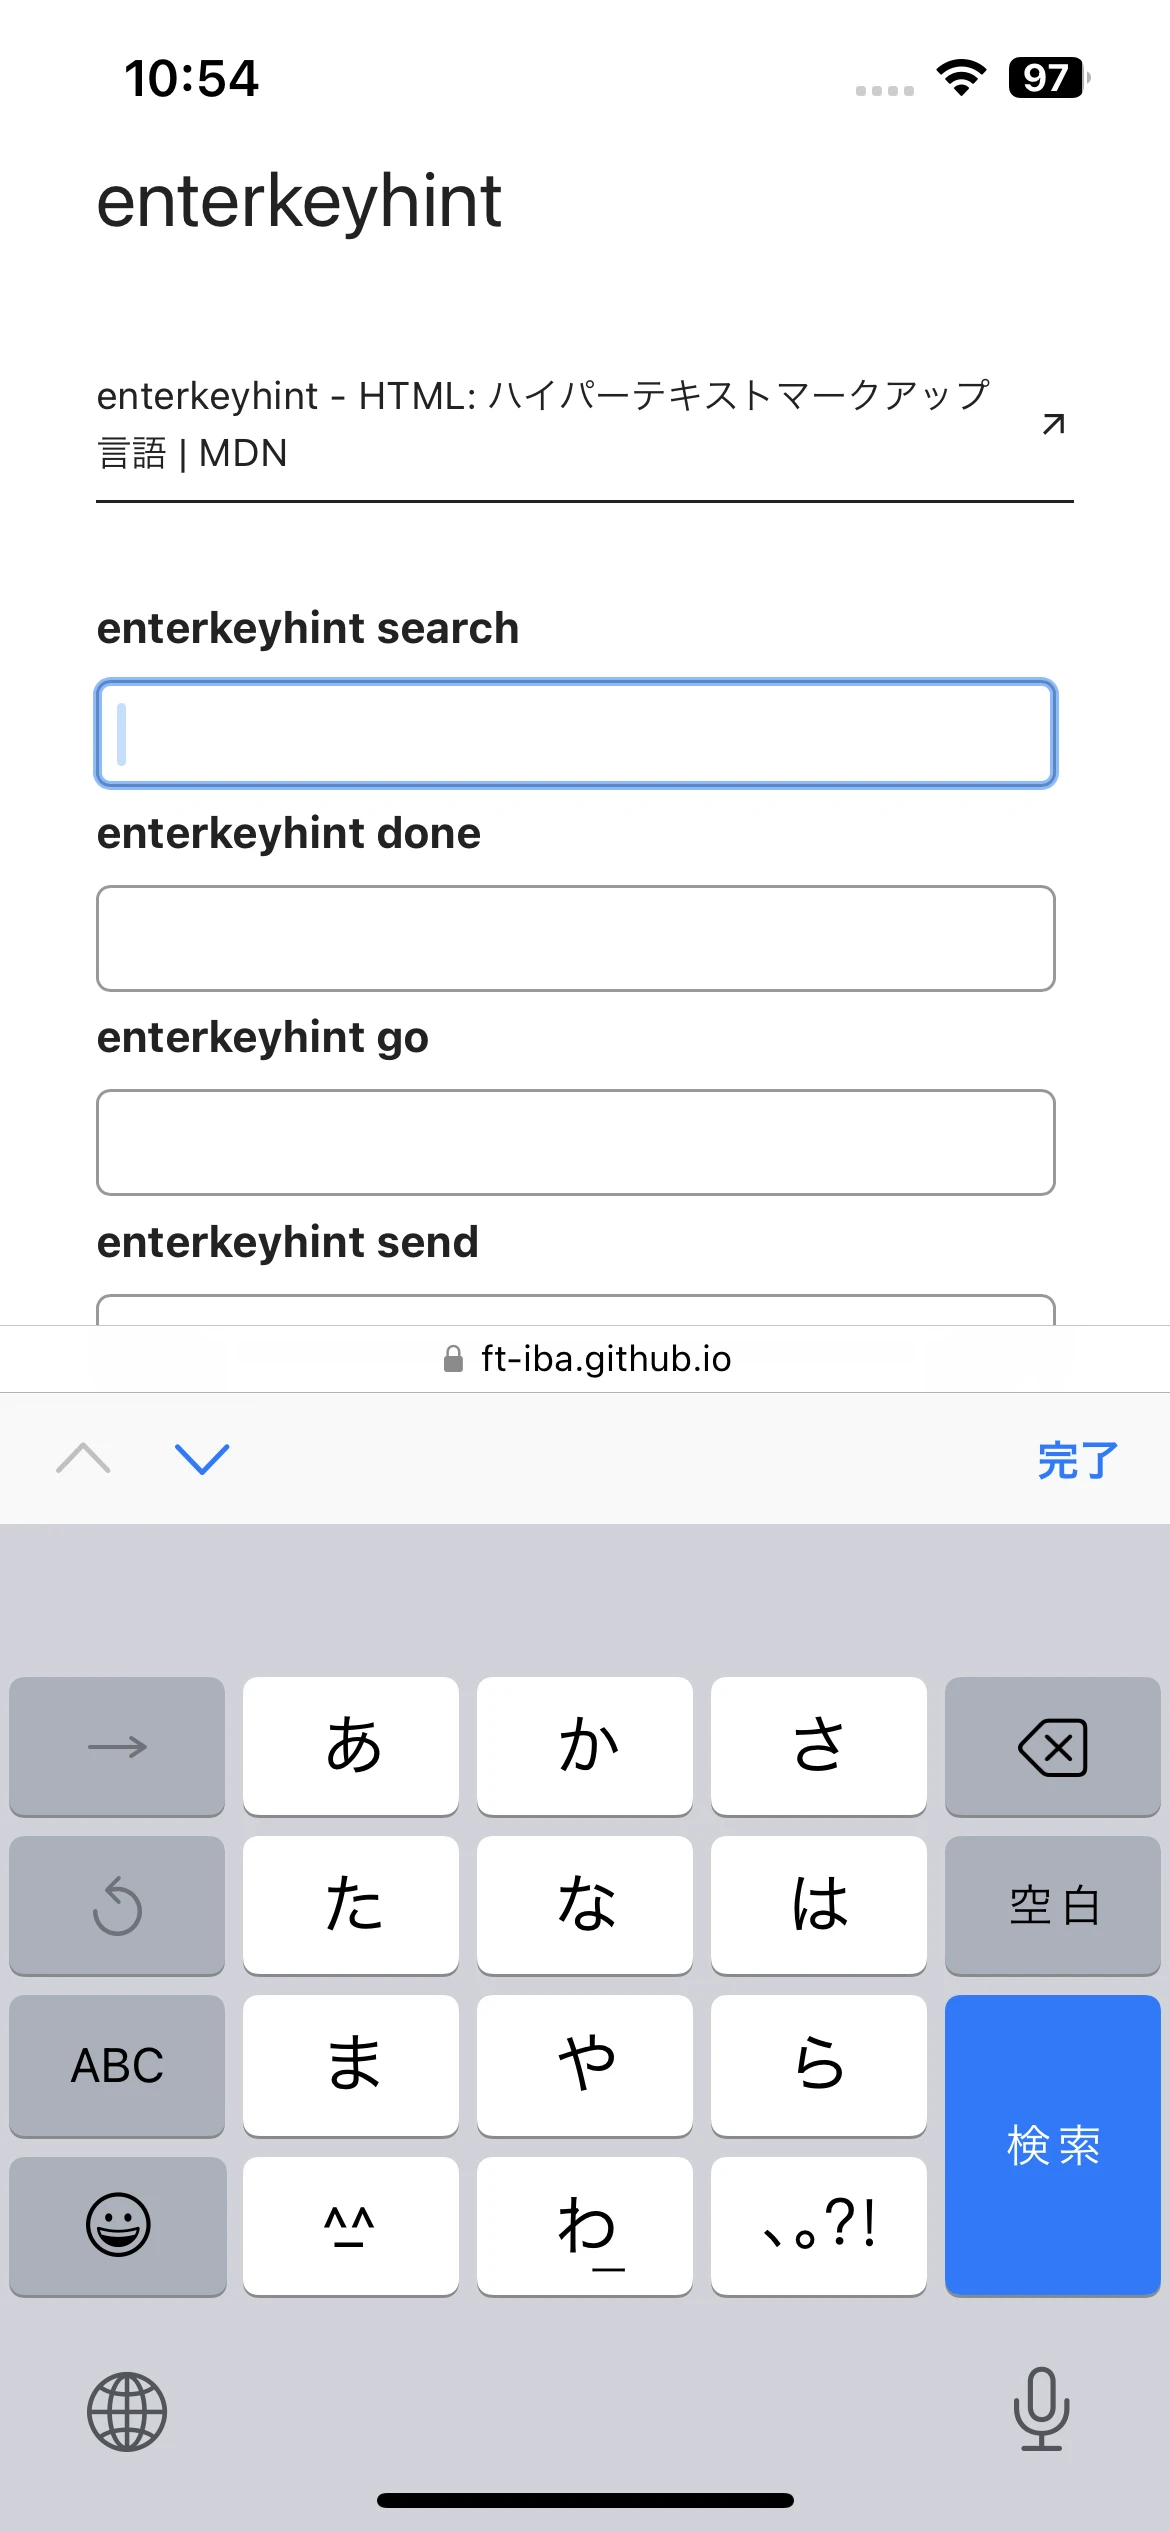 10:54
97
enterkeyhint
enterkeyhint - HTML: ハイパーテキストマークアップ
言語 | MDN
enterkeyhint search
enterkeyhint done
enterkeyhint go
enterkeyhint send
ft-iba.github.io
完了
あ か さ
た な は 空白
ABC ま や ら
検索
^^ わ_ 、。?!